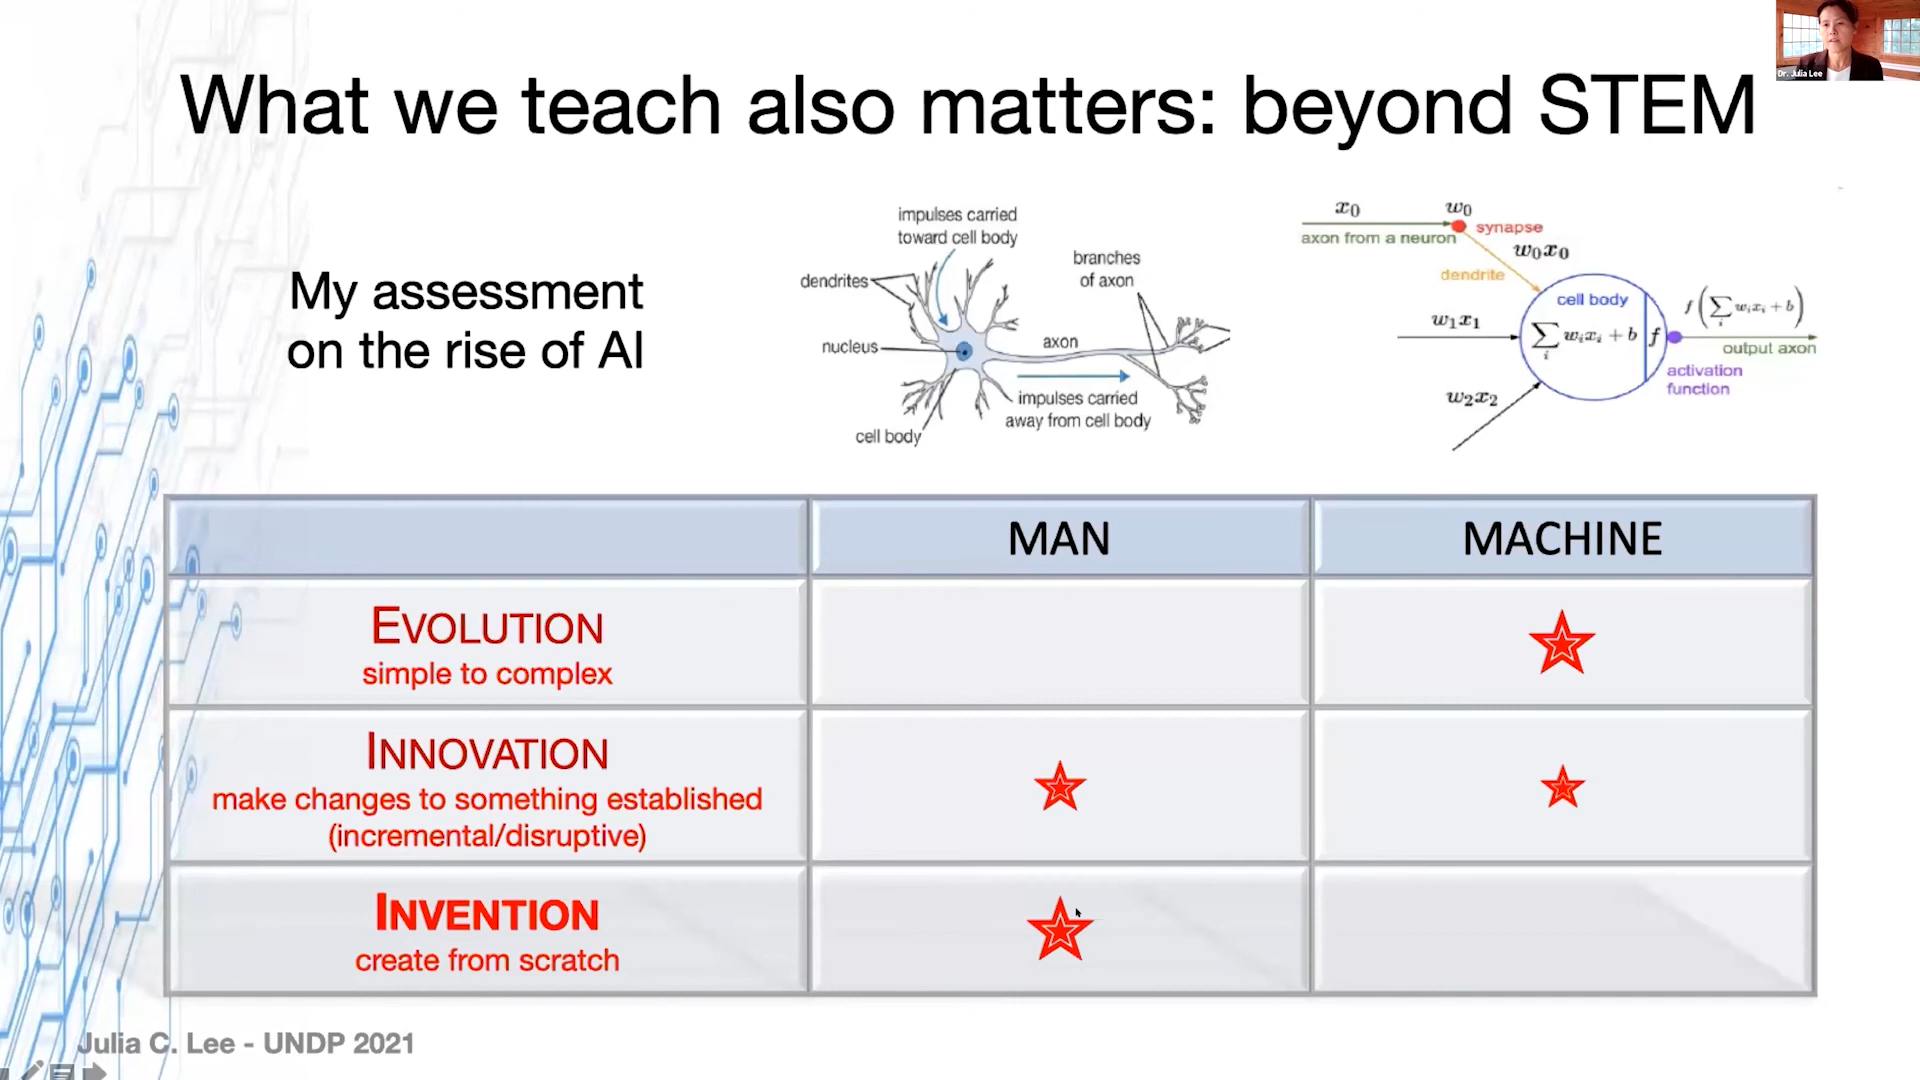 What we teach also matters: beyond STEM
Dr. Julia Lee
My assessment
on the rise of AI
impulses carried
toward cell body
dendrites
nucleus
cell body
axon
branches
of axon
impulses carried
away from cell body
x₀
w₀
synapse
axon from a neuron
w₀x₀
dendrite
cell body
w₁x₁
∑ᵢ wᵢxᵢ + b
f
f(∑ᵢ wᵢxᵢ + b)
output axon
activation
function
w₂x₂
MAN
MACHINE
EVOLUTION
simple to complex
INNOVATION
make changes to something established
(incremental/disruptive)
INVENTION
create from scratch
Julia C. Lee - UNDP 2021